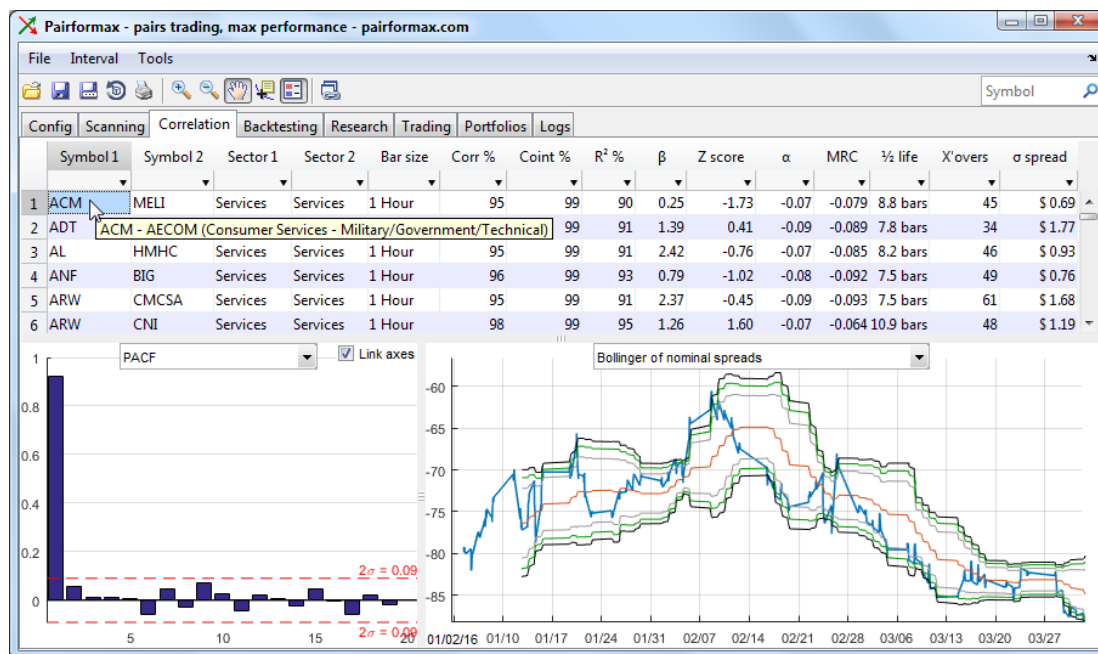 Pairformax - pairs trading, max performance - pairformax.com
File Interval Tools
Symbol
Config Scanning Correlation Backtesting Research Trading Portfolios Logs
Symbol 1 Symbol 2 Sector 1 Sector 2 Bar size Corr % Coint % R² % β Z score α MRC ½ life X'overs σ spread
1 ACM MELI Services Services 1 Hour 95 99 90 0.25 -1.73 -0.07 -0.079 8.8 bars 45 $ 0.69
2 ADT ACM - AECOM (Consumer Services - Military/Government/Technical) 99 91 1.39 0.41 -0.09 -0.089 7.8 bars 34 $ 1.77
3 AL HMHC Services Services 1 Hour 95 99 91 2.42 -0.76 -0.07 -0.085 8.2 bars 46 $ 0.93
4 ANF BIG Services Services 1 Hour 96 99 93 0.79 -1.02 -0.08 -0.092 7.5 bars 49 $ 0.76
5 ARW CMCSA Services Services 1 Hour 95 99 91 2.37 -0.45 -0.09 -0.093 7.5 bars 61 $ 1.68
6 ARW CNI Services Services 1 Hour 98 99 95 1.26 1.60 -0.07 -0.064 10.9 bars 48 $ 1.19
PACF Link axes
1
0.8
0.6
0.4
0.2
0
2σ = 0.09
2σ = 0.09
5 10 15 20
Bollinger of nominal spreads
-60
-65
-70
-75
-80
-85
01/02/16 01/10 01/17 01/24 01/31 02/07 02/14 02/21 02/28 03/06 03/13 03/20 03/27